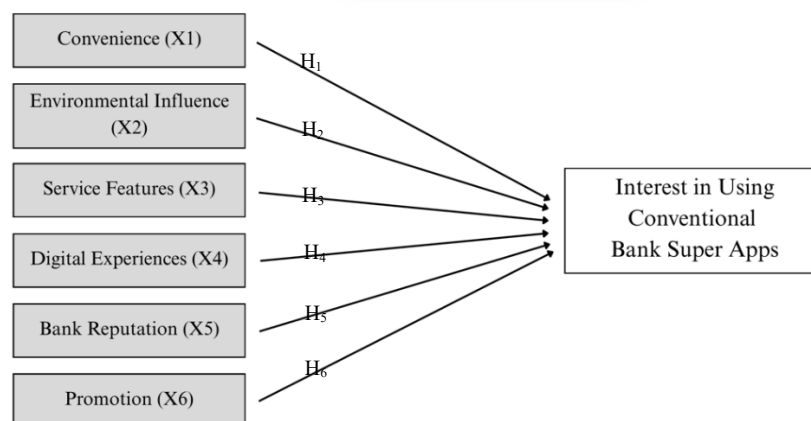 Convenience (X1)
H₁
Environmental Influence
(X2)
H₂
Service Features (X3)
H₃
Digital Experiences (X4)
H₄
Bank Reputation (X5)
H₅
Promotion (X6)
H₆
Interest in Using
Conventional
Bank Super Apps